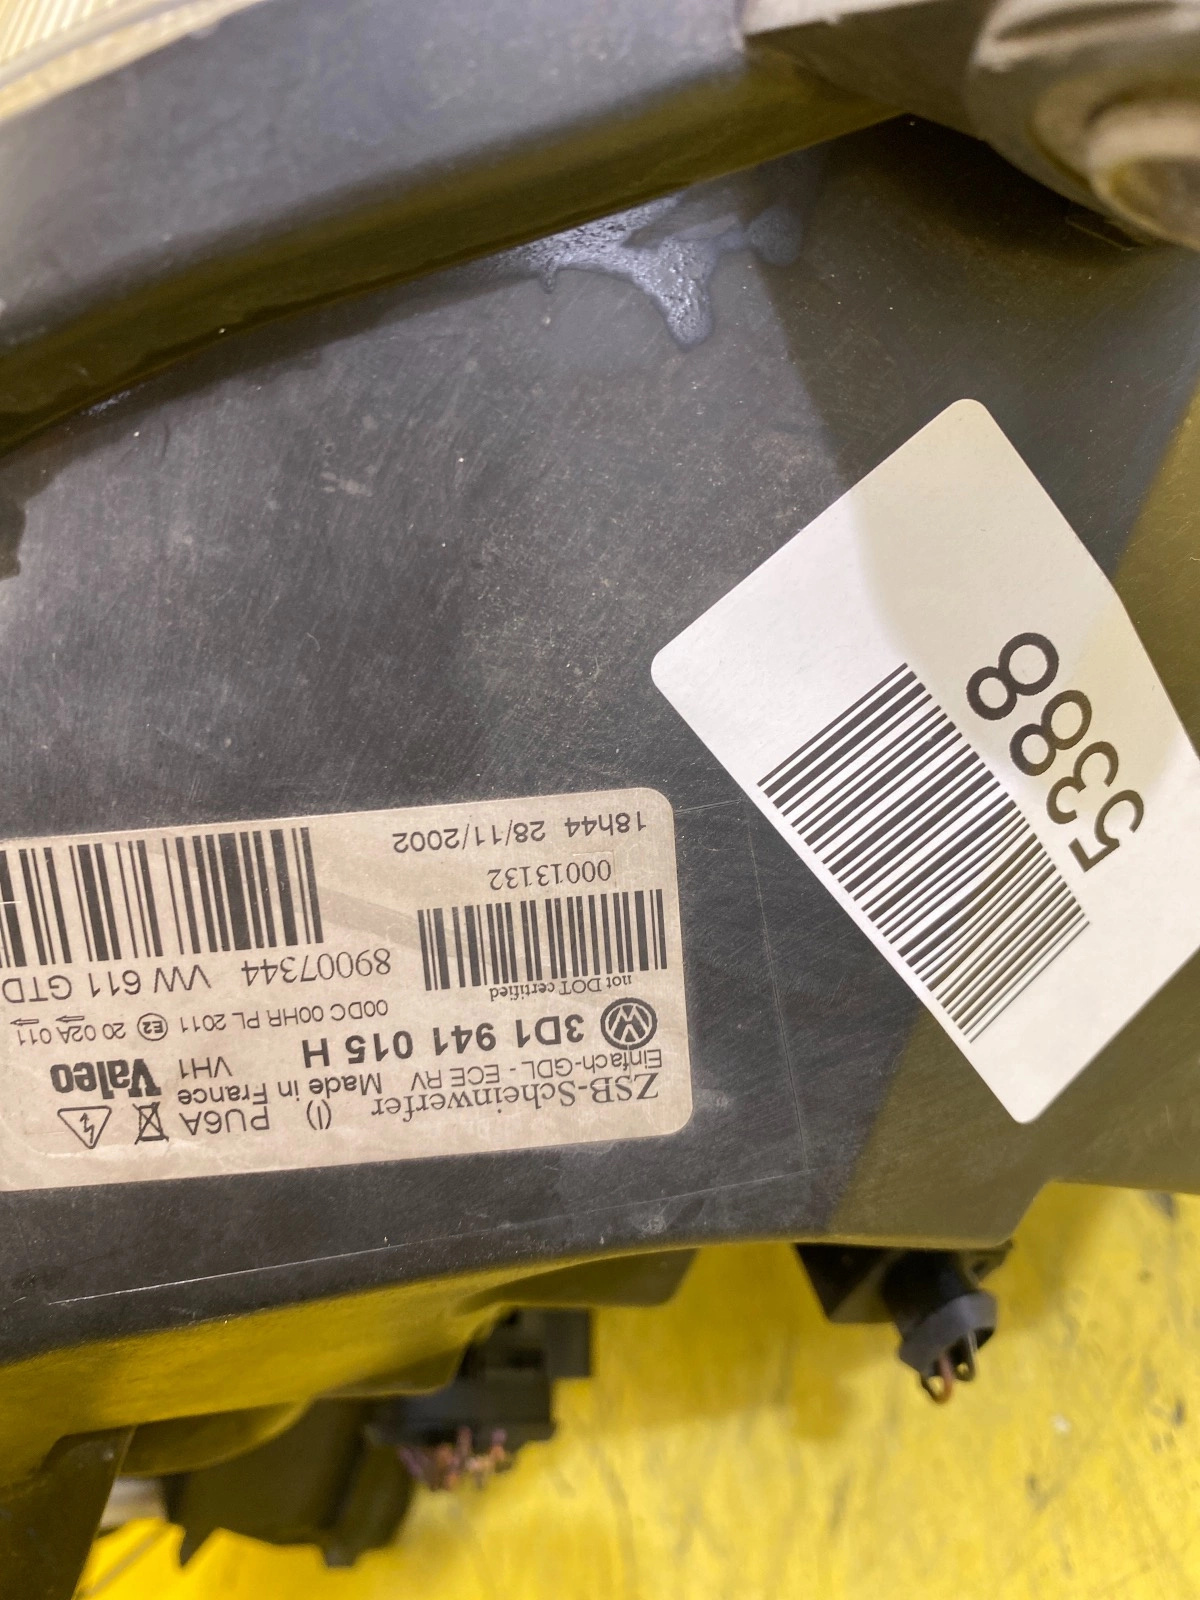 ZSB-Scheinwerfer (I) PU6A
Einfach-GDL - ECE RV Made in France
3D1 941 015 H VH1 Valeo
not DOT certified 00DC 00HR PL 2011 E2 20 02A 011
89007344 VW 611 GTD
00013132
18h44 28/11/2002
5388